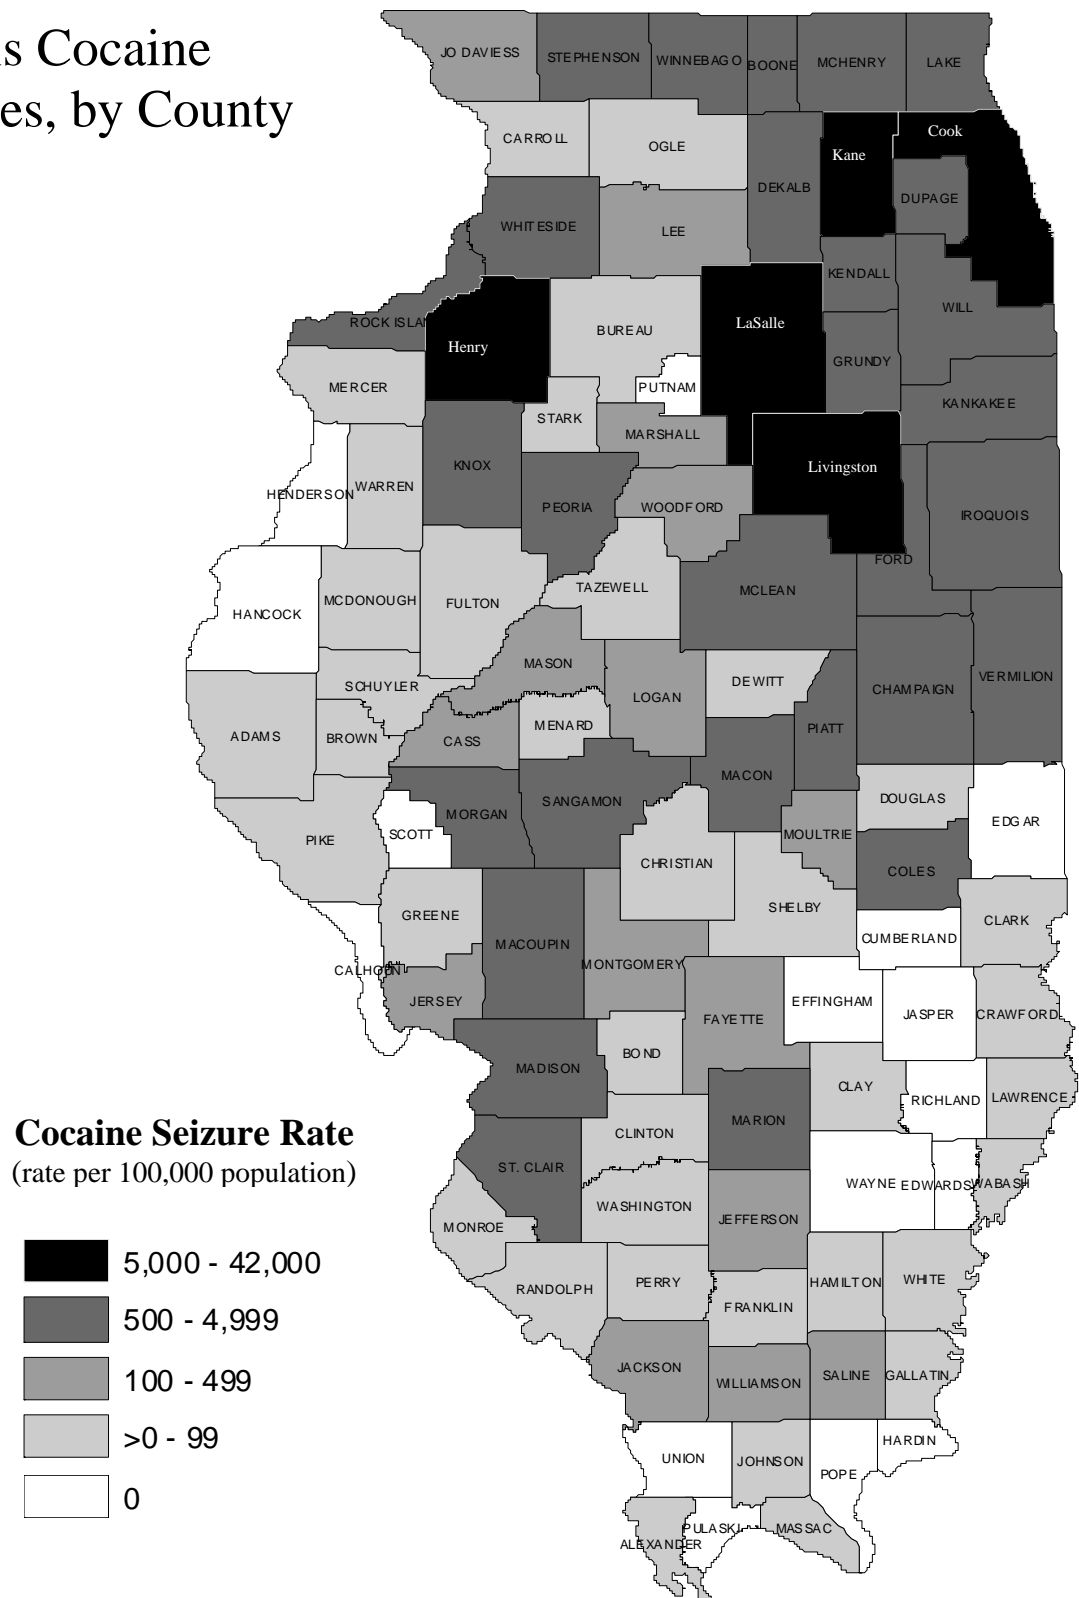 is Cocaine
es, by County
JO DAVIESS
STEPHENSON
WINNEBAGO
BOONE
MCHENRY
LAKE
CARROLL
OGLE
DEKALB
Kane
Cook
DUPAGE
WHITESIDE
LEE
KENDALL
WILL
ROCK ISLAN
Henry
BUREAU
LaSalle
GRUNDY
MERCER
PUTNAM
KANKAKEE
STARK
MARSHALL
HENDERSON
WARREN
KNOX
PEORIA
WOODFORD
Livingston
FORD
IROQUOIS
HANCOCK
MCDONOUGH
FULTON
TAZEWELL
MCLEAN
SCHUYLER
MASON
LOGAN
DEWITT
CHAMPAIGN
VERMILION
ADAMS
BROWN
CASS
MENARD
PIATT
MACON
PIKE
SCOTT
MORGAN
SANGAMON
MOULTRIE
DOUGLAS
EDGAR
CHRISTIAN
COLES
GREENE
MACOUPIN
SHELBY
CUMBERLAND
CLARK
CALHOUN
JERSEY
MONTGOMERY
FAYETTE
EFFINGHAM
JASPER
CRAWFORD
MADISON
BOND
CLAY
RICHLAND
LAWRENCE
CLINTON
MARION
ST. CLAIR
WASHINGTON
JEFFERSON
WAYNE
EDWARDS
WABASH
MONROE
RANDOLPH
PERRY
FRANKLIN
HAMILTON
WHITE
JACKSON
WILLIAMSON
SALINE
GALLATIN
UNION
JOHNSON
POPE
HARDIN
ALEXANDER
PULASKI
MASSAC
Cocaine Seizure Rate
(rate per 100,000 population)
5,000 - 42,000
500 - 4,999
100 - 499
>0 - 99
0